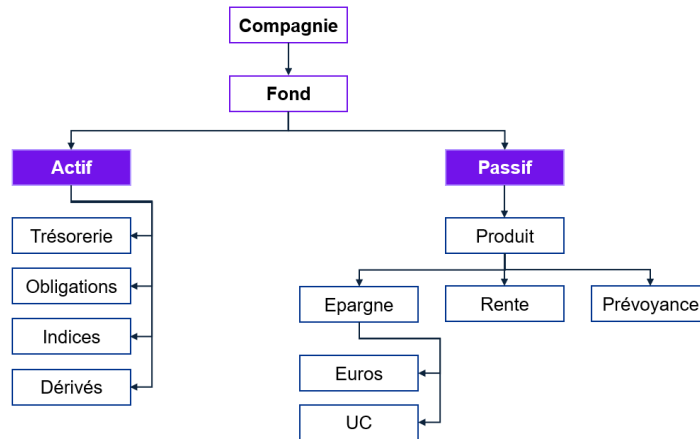 Compagnie
Fond
Actif
Passif
Trésorerie
Produit
Obligations
Epargne
Rente
Prévoyance
Indices
Euros
Dérivés
UC